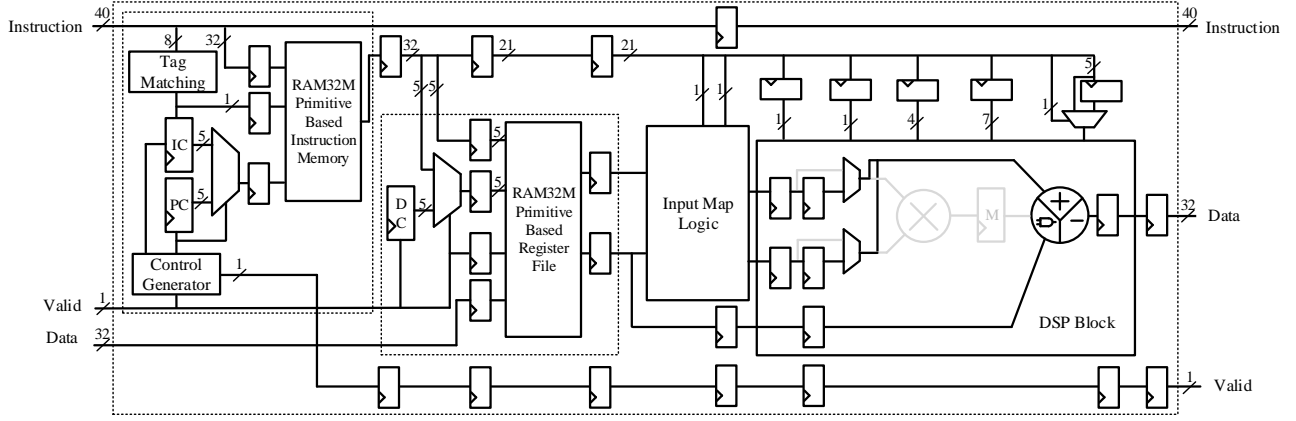 40
Instruction
40
Instruction
8
32
Tag
Matching
1
RAM32M
Primitive
Based
Instruction
Memory
IC
5
PC
5
Control
Generator
1
Valid
1
Data
32
32
21
21
5
5
D
C
5
5
5
RAM32M
Primitive
Based
Register
File
1
1
Input Map
Logic
1
1
4
7
1
5
M
DSP Block
32
Data
1
Valid